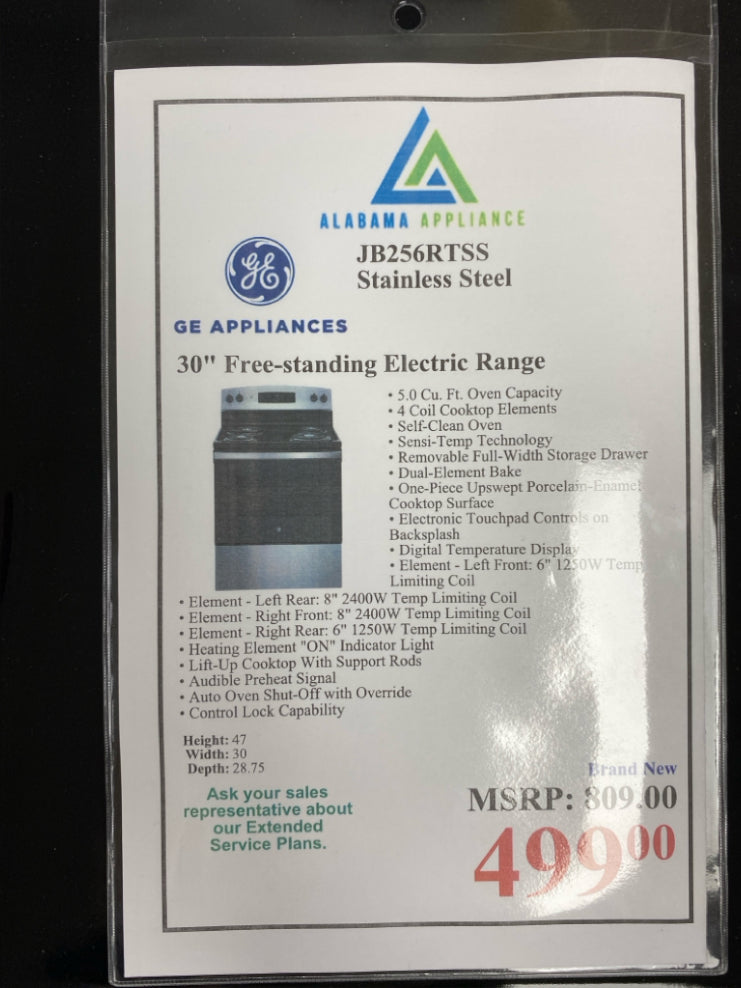 ALABAMA APPLIANCE
JB256RTSS
Stainless Steel
GE
GE APPLIANCES
30" Free-standing Electric Range
• 5.0 Cu. Ft. Oven Capacity
• 4 Coil Cooktop Elements
• Self-Clean Oven
• Sensi-Temp Technology
• Removable Full-Width Storage Drawer
• Dual-Element Bake
• One-Piece Upswept Porcelain-Enamel
Cooktop Surface
• Electronic Touchpad Controls on
Backsplash
• Digital Temperature Display
• Element - Left Front: 6" 1250W Temp
Limiting Coil
• Element - Left Rear: 8" 2400W Temp Limiting Coil
• Element - Right Front: 8" 2400W Temp Limiting Coil
• Element - Right Rear: 6" 1250W Temp Limiting Coil
• Heating Element "ON" Indicator Light
• Lift-Up Cooktop With Support Rods
• Audible Preheat Signal
• Auto Oven Shut-Off with Override
• Control Lock Capability
Height: 47
Width: 30
Depth: 28.75
Ask your sales
representative about
our Extended
Service Plans.
Brand New
MSRP: 809.00
499⁰⁰